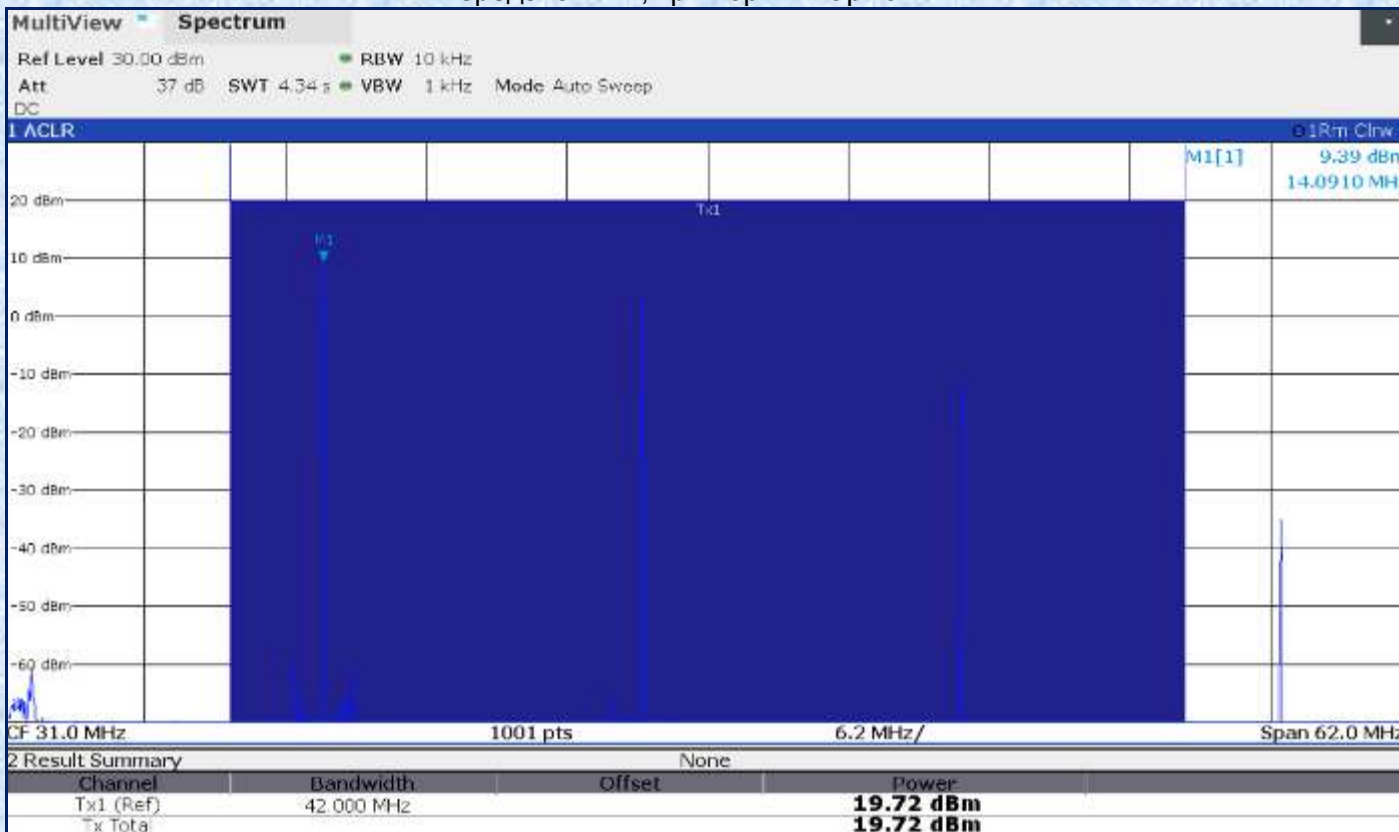 MultiView Spectrum
Ref Level 30.00 dBm RBW 10 kHz
Att 37 dB SWT 4.34 s VBW 1 kHz Mode Auto Sweep
DC
1 ACLR 1Rm Clrw
M1[1] 9.39 dBm
14.0910 MH
20 dBm
Tx1
M1
10 dBm
0 dBm
-10 dBm
-20 dBm
-30 dBm
-40 dBm
-50 dBm
-60 dBm
CF 31.0 MHz 1001 pts 6.2 MHz/ Span 62.0 MHz
2 Result Summary None
Channel Bandwidth Offset Power
Tx1 (Ref) 42.000 MHz 19.72 dBm
Tx Total 19.72 dBm